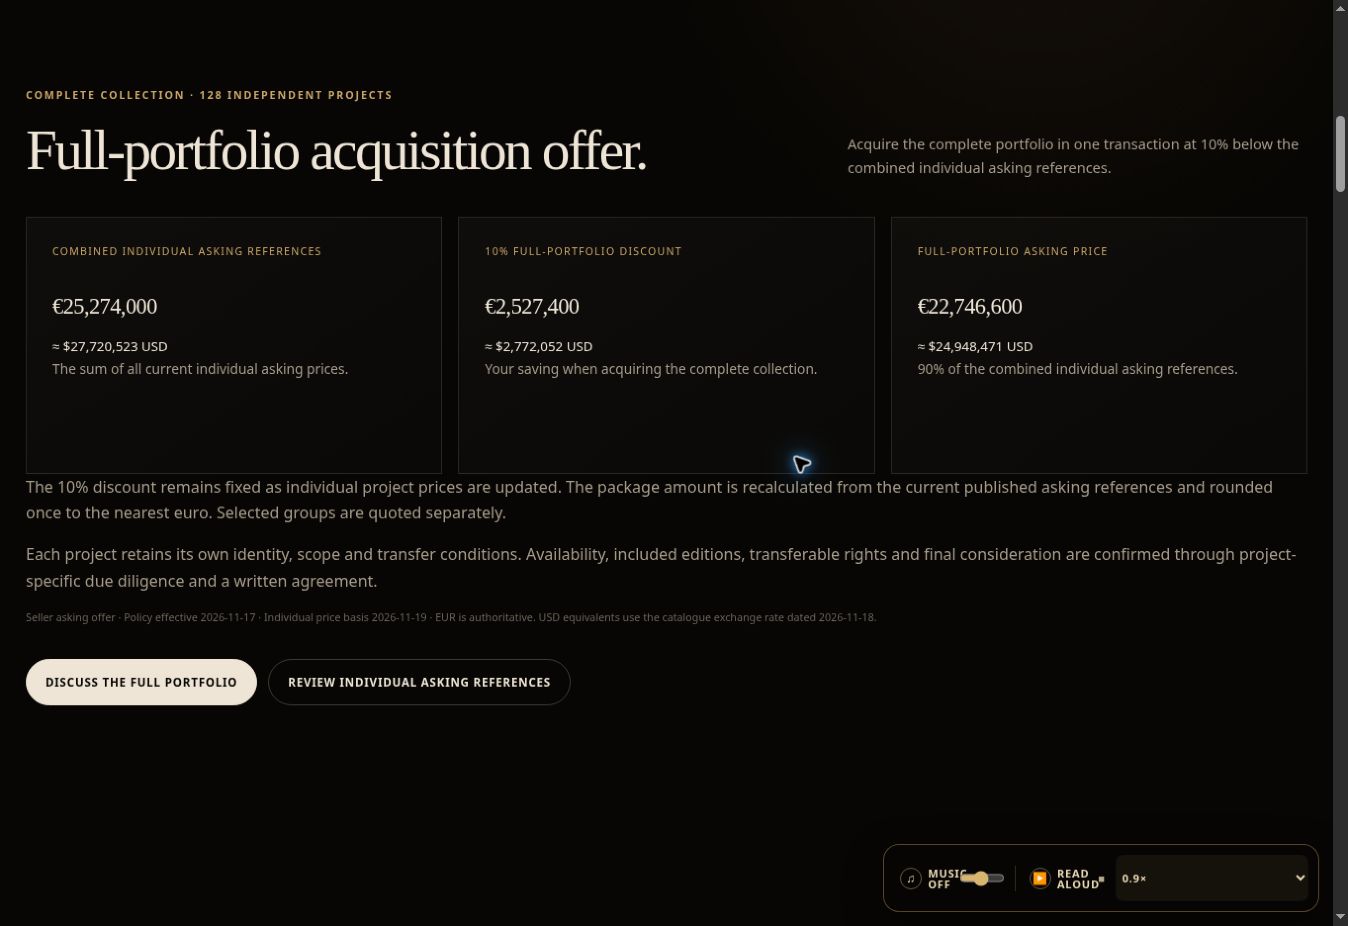 COMPLETE COLLECTION · 128 INDEPENDENT PROJECTS
Full-portfolio acquisition offer.
Acquire the complete portfolio in one transaction at 10% below the
combined individual asking references.
COMBINED INDIVIDUAL ASKING REFERENCES
€25,274,000
≈ $27,720,523 USD
The sum of all current individual asking prices.
10% FULL-PORTFOLIO DISCOUNT
€2,527,400
≈ $2,772,052 USD
Your saving when acquiring the complete collection.
FULL-PORTFOLIO ASKING PRICE
€22,746,600
≈ $24,948,471 USD
90% of the combined individual asking references.
The 10% discount remains fixed as individual project prices are updated. The package amount is recalculated from the current published asking references and rounded
once to the nearest euro. Selected groups are quoted separately.
Each project retains its own identity, scope and transfer conditions. Availability, included editions, transferable rights and final consideration are confirmed through project-
specific due diligence and a written agreement.
Seller asking offer · Policy effective 2026-11-17 · Individual price basis 2026-11-19 · EUR is authoritative. USD equivalents use the catalogue exchange rate dated 2026-11-18.
DISCUSS THE FULL PORTFOLIO
REVIEW INDIVIDUAL ASKING REFERENCES
MUSIC
OFF
READ
ALOUD
0.9×